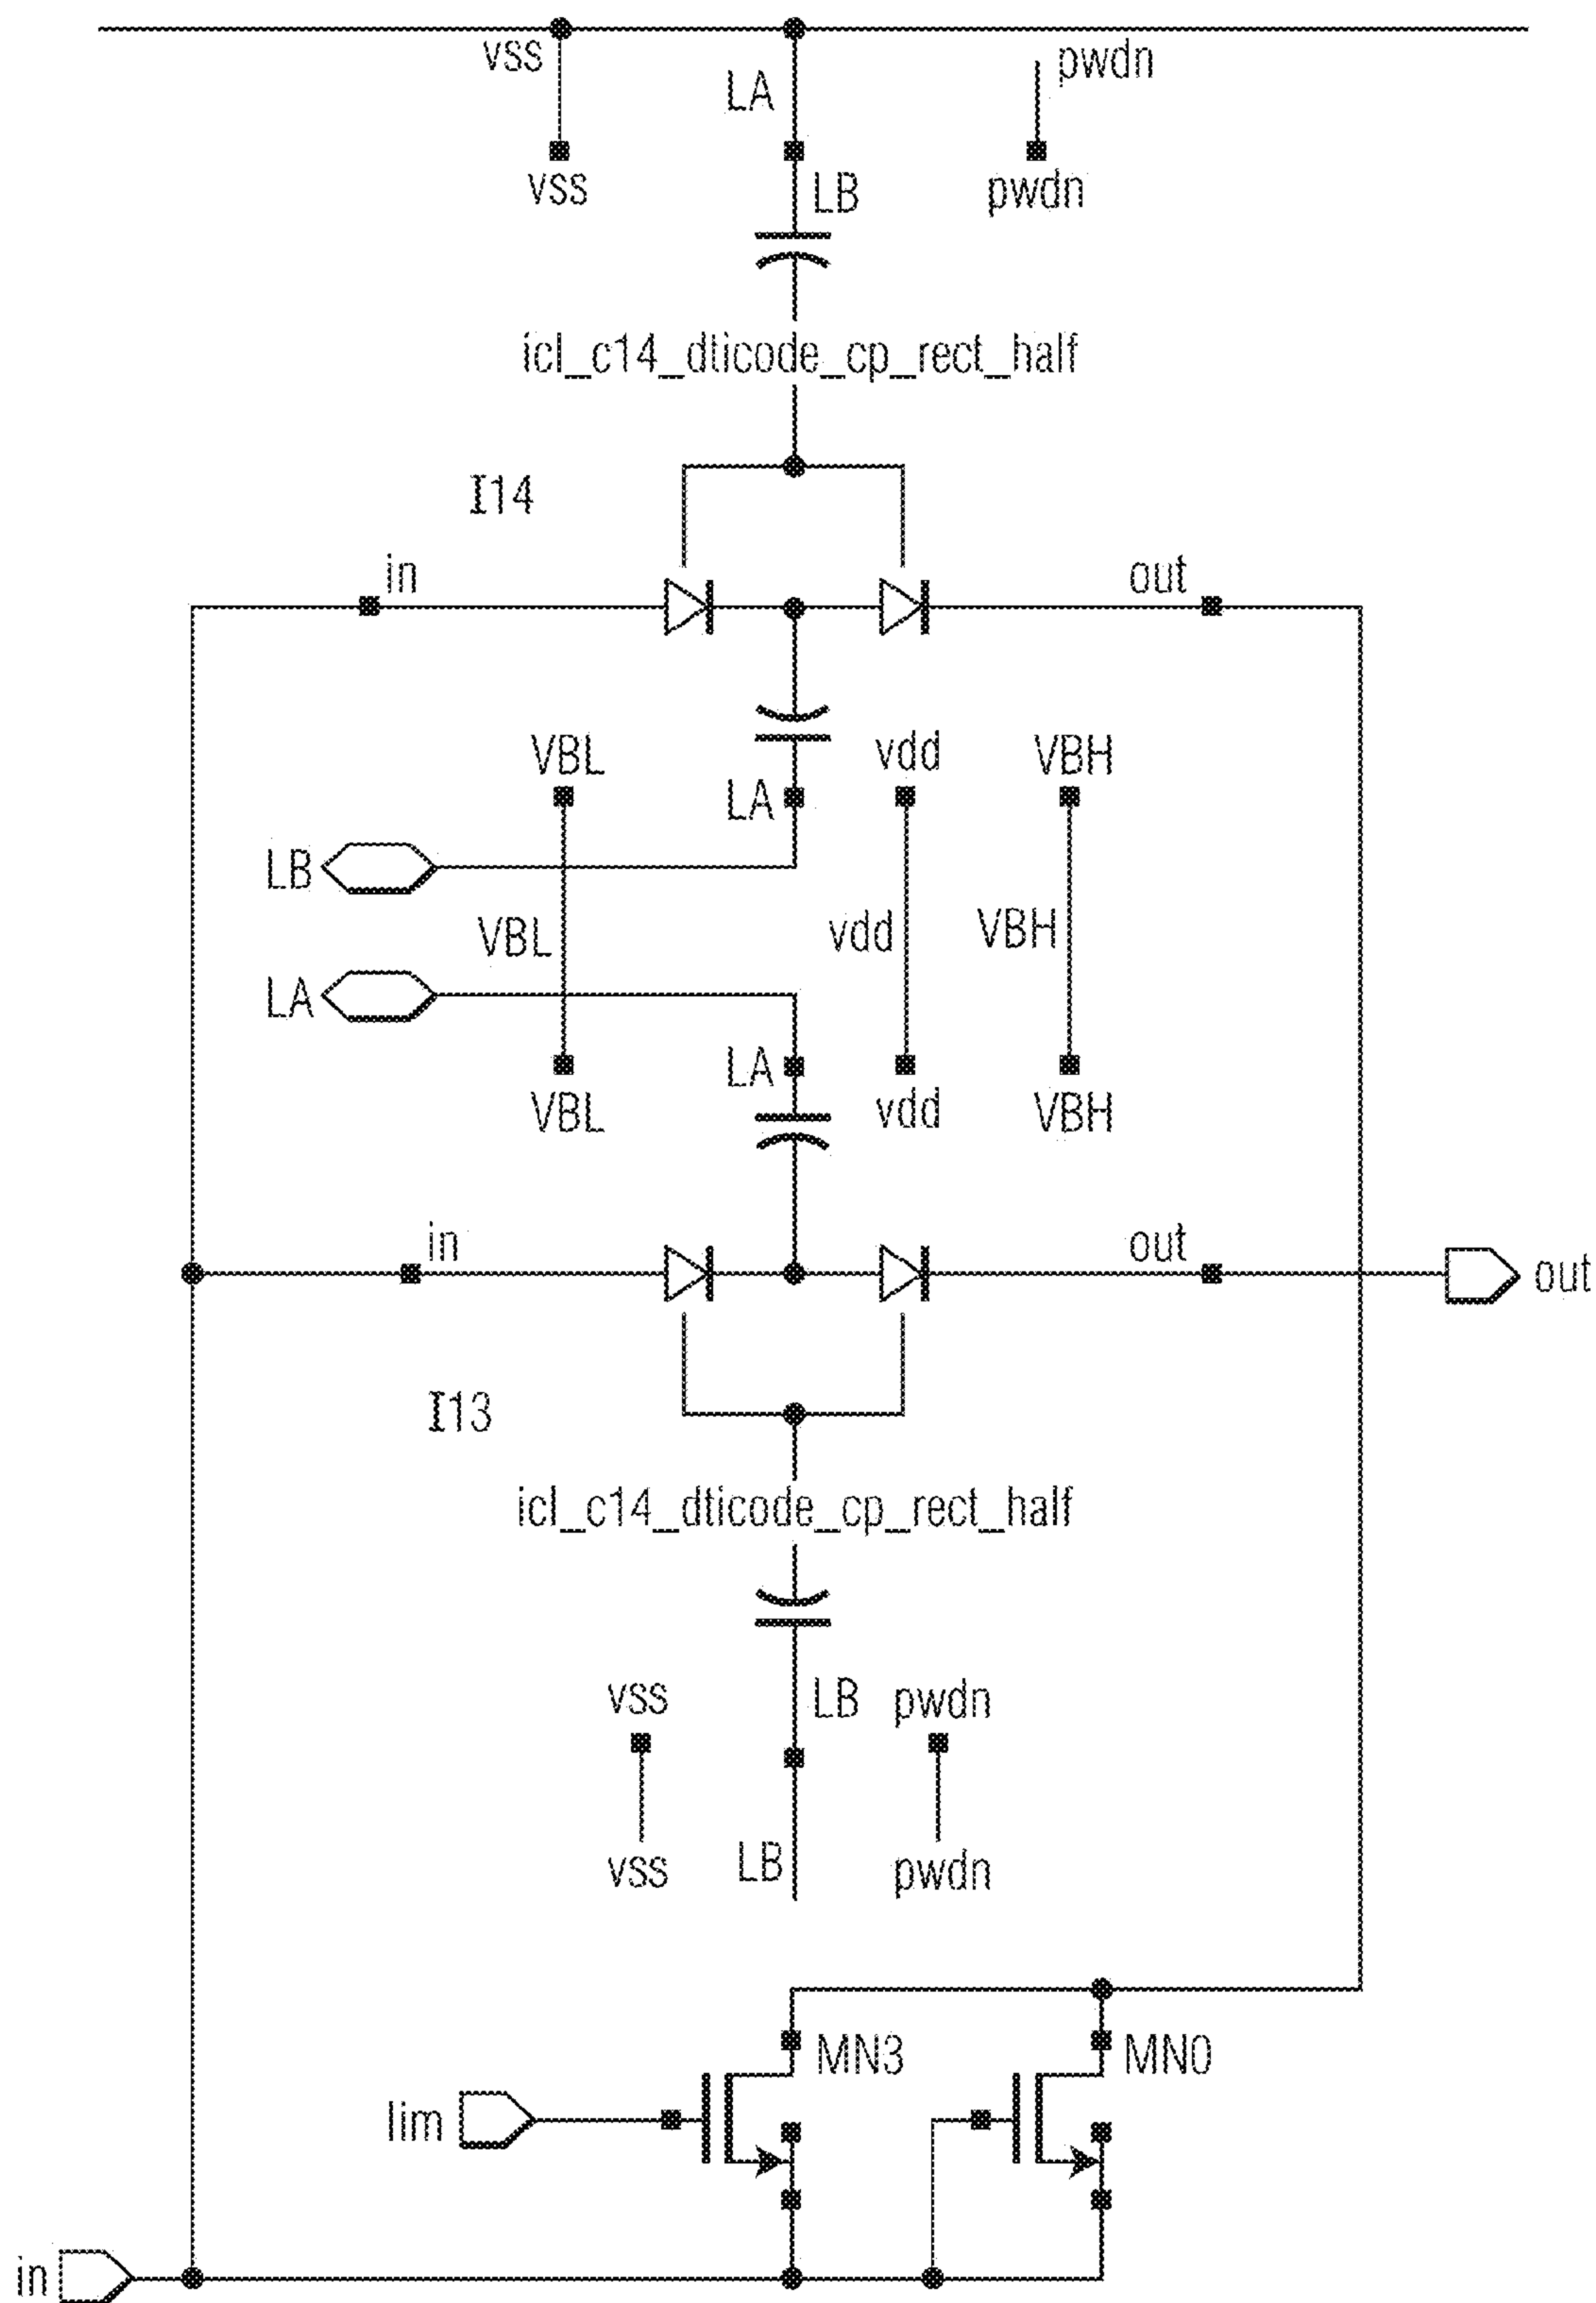 vss
LA
pwdn
vss
LB
pwdn
icl_c14_dticode_cp_rect_half
I14
in
out
VBL
vdd
VBH
LA
LB
VBL
vdd
VBH
LA
LA
VBL
vdd
VBH
in
out
out
I13
icl_c14_dticode_cp_rect_half
vss
LB
pwdn
vss
LB
pwdn
MN3
MN0
lim
in